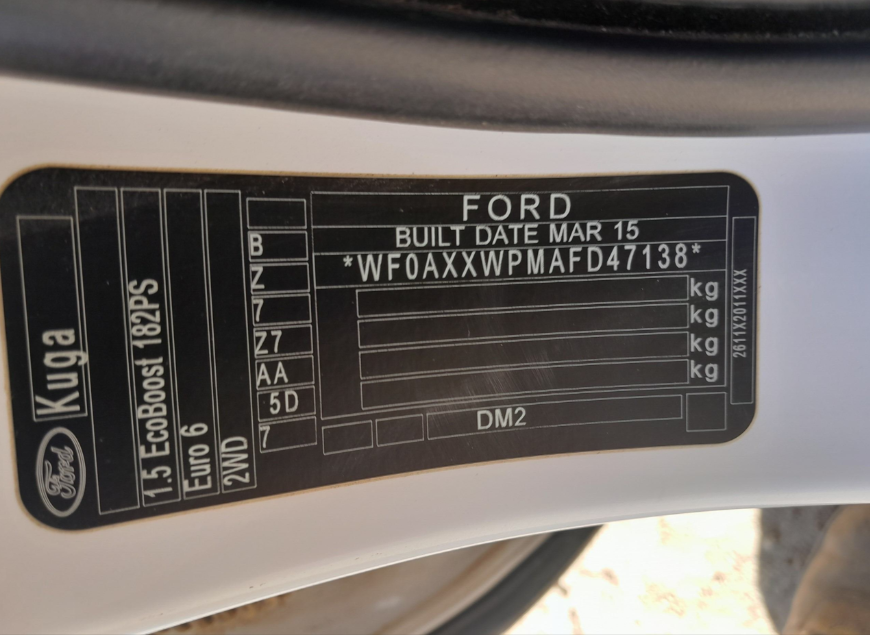 FORD
BUILT DATE MAR 15
*WF0AXXWPMAFD47138*
kg
kg
kg
kg
DM2
2611X2011XXX
B
Z
7
Z7
AA
5D
7
Ford
Kuga
1.5 EcoBoost 182PS
Euro 6
2WD